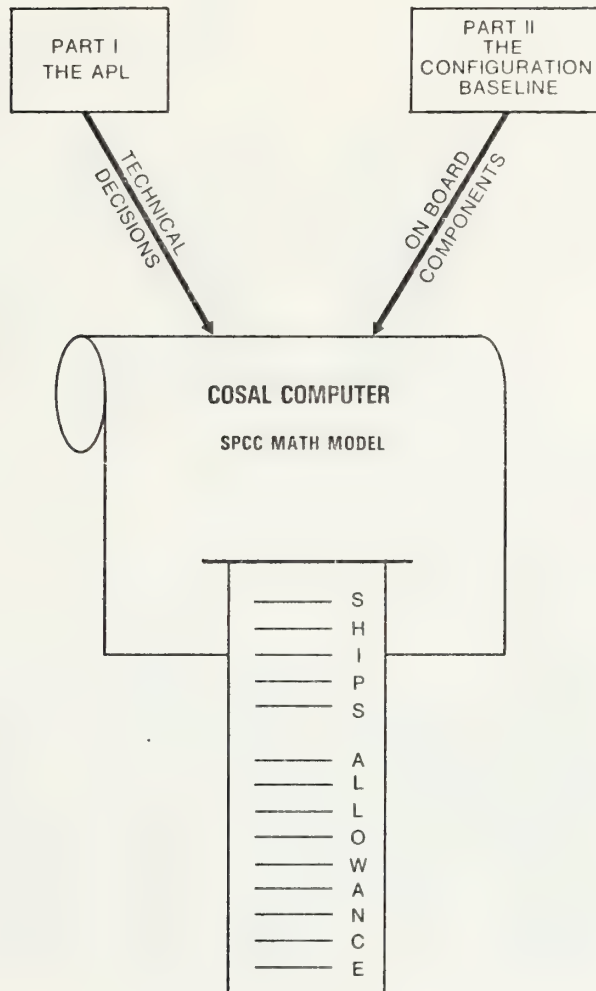 PART I
THE APL
PART II
THE
CONFIGURATION
BASELINE
TECHNICAL
DECISIONS
ON BOARD
COMPONENTS
COSAL COMPUTER
SPCC MATH MODEL
S
H
I
P
S
A
L
L
O
W
A
N
C
E